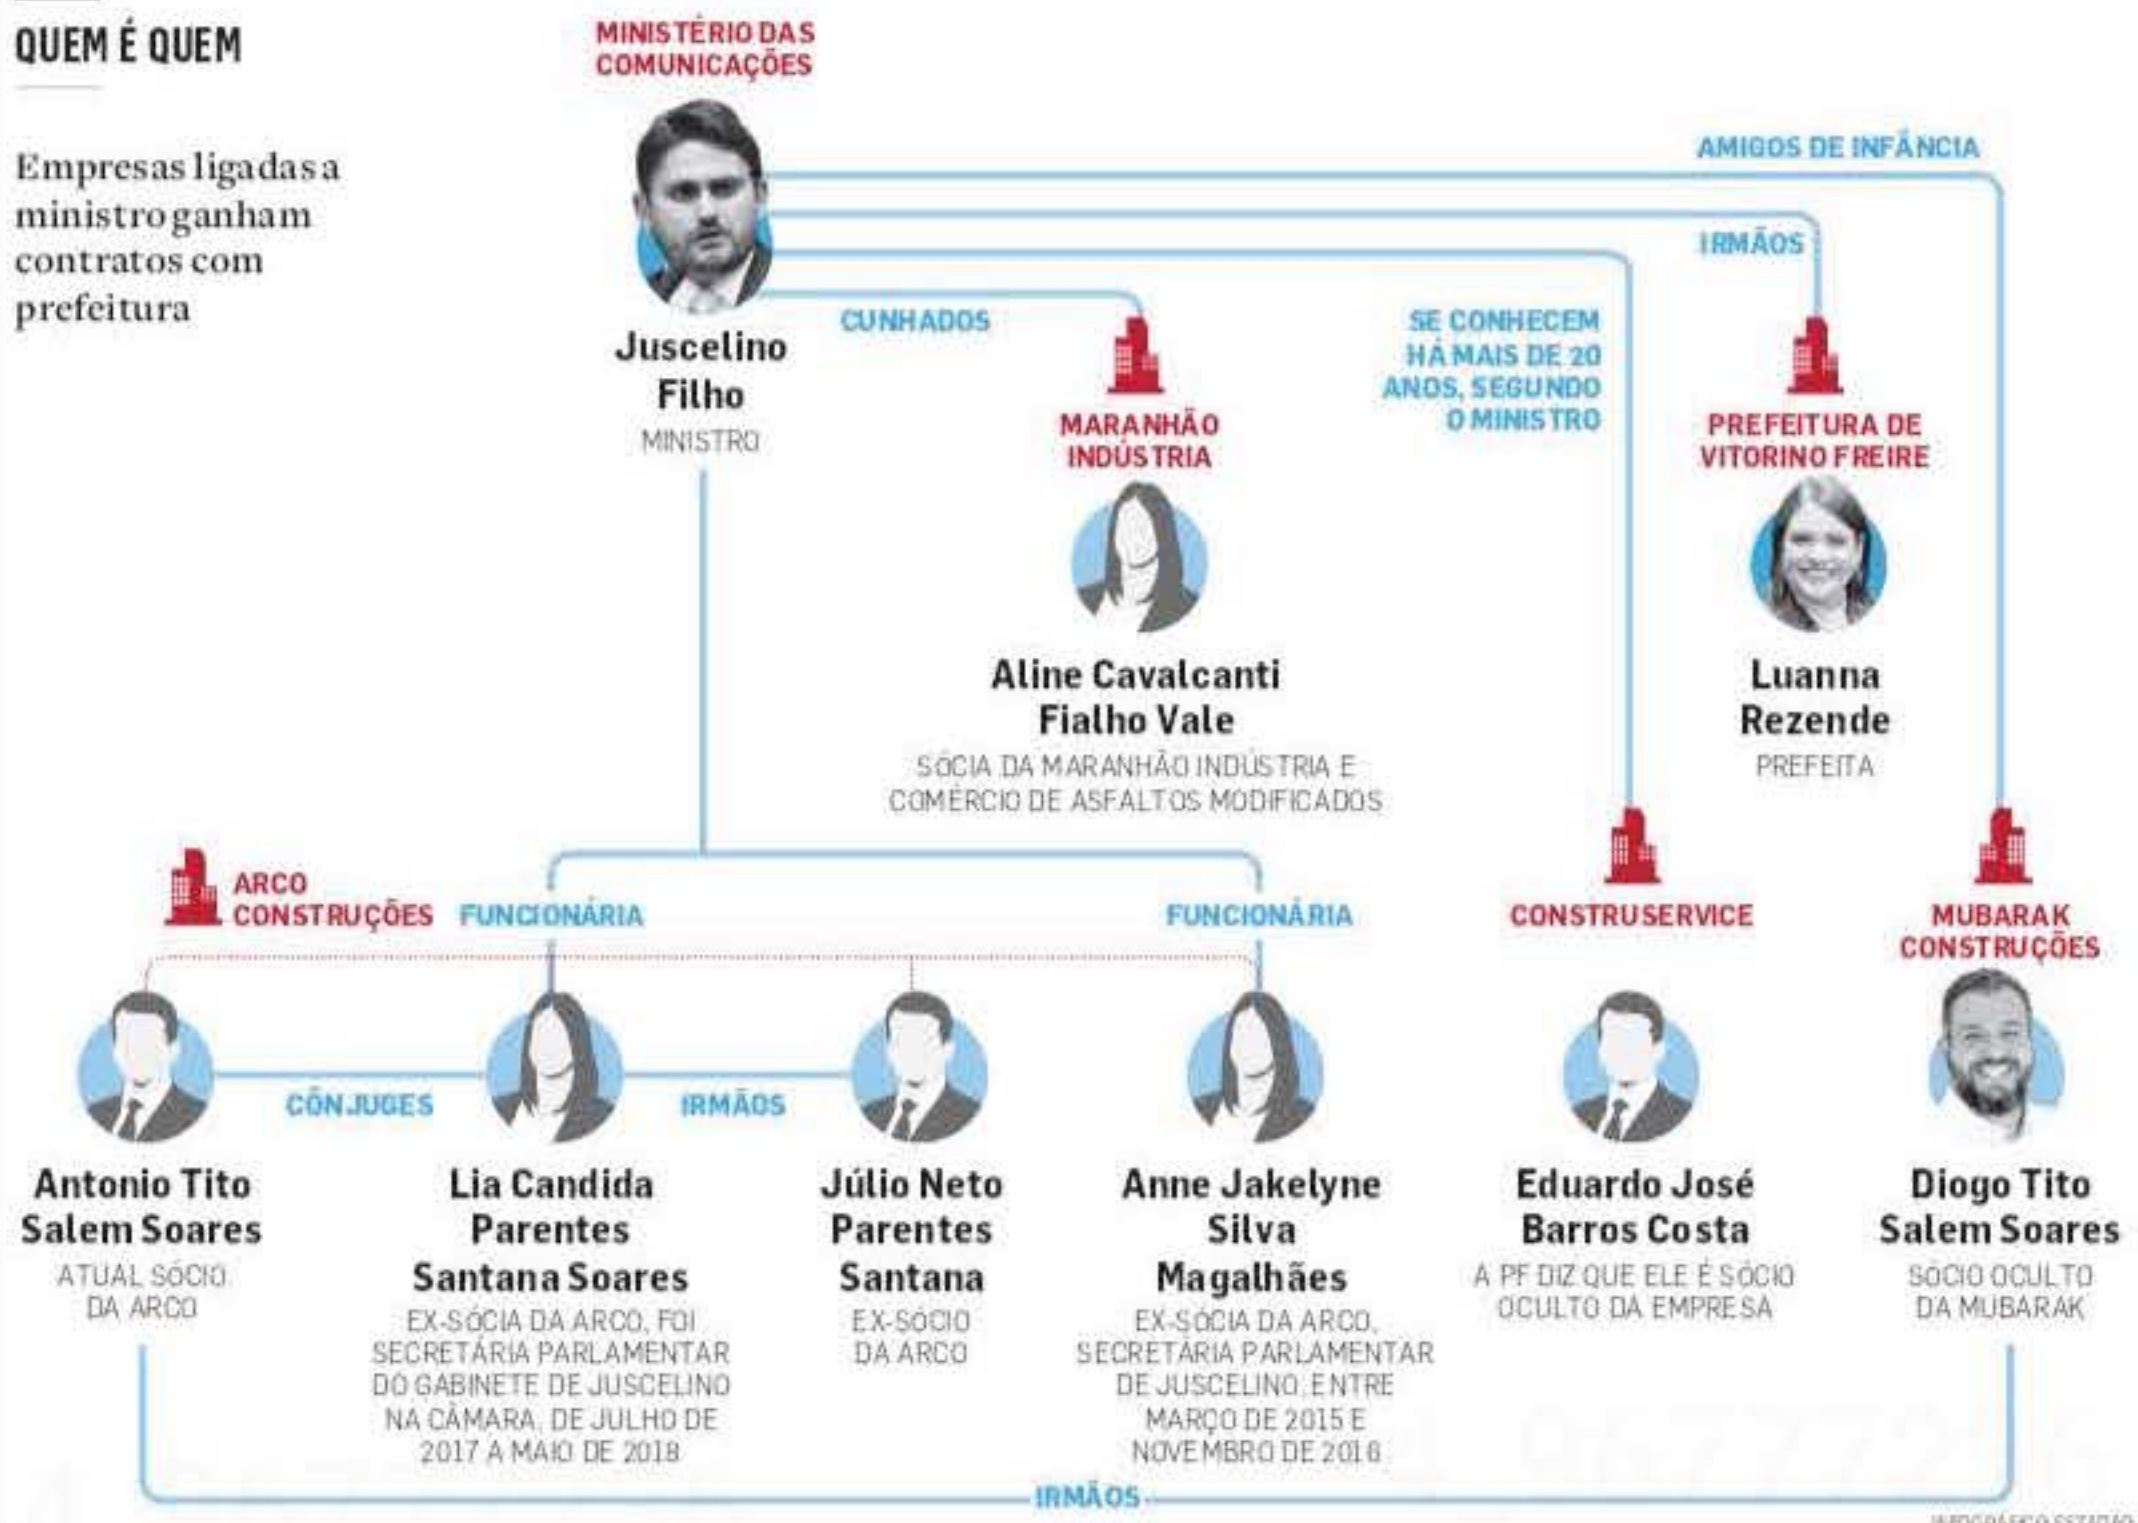 QUEM É QUEM
Empresas ligadas a
ministro ganham
contratos com
prefeitura
MINISTÉRIO DAS
COMUNICAÇÕES
Juscelino
Filho
MINISTRO
AMIGOS DE INFÂNCIA
IRMÃOS
CUNHADOS
SE CONHECEM
HÁ MAIS DE 20
ANOS, SEGUNDO
O MINISTRO
MARANHÃO
INDÚSTRIA
Aline Cavalcanti
Fialho Vale
SÓCIA DA MARANHÃO INDÚSTRIA E
COMÉRCIO DE ASFALTOS MODIFICADOS
PREFEITURA DE
VITORINO FREIRE
Luanna
Rezende
PREFEITA
ARCO
CONSTRUÇÕES
FUNCIONÁRIA
FUNCIONÁRIA
CONSTRUSERVICE
MUBARAK
CONSTRUÇÕES
CÔNJUGES
IRMÃOS
Antonio Tito
Salem Soares
ATUAL SÓCIO
DA ARCO
Lia Candida
Parentes
Santana Soares
EX-SÓCIA DA ARCO, FOI
SECRETÁRIA PARLAMENTAR
DO GABINETE DE JUSCELINO
NA CÂMARA, DE JULHO DE
2017 A MAIO DE 2018
Júlio Neto
Parentes
Santana
EX-SÓCIO
DA ARCO
Anne Jakelyne
Silva
Magalhães
EX-SÓCIA DA ARCO,
SECRETÁRIA PARLAMENTAR
DE JUSCELINO, ENTRE
MARÇO DE 2015 E
NOVEMBRO DE 2016
Eduardo José
Barros Costa
A PF DIZ QUE ELE É SÓCIO
OCULTO DA EMPRESA
Diogo Tito
Salem Soares
SÓCIO OCULTO
DA MUBARAK
IRMÃOS
INFOGRÁFICO ESTADÃO